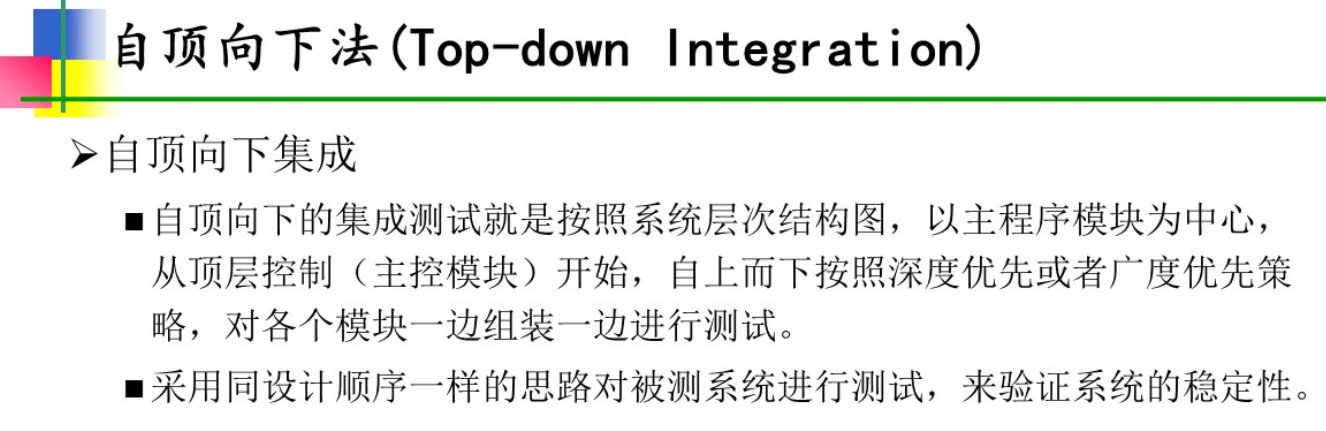 自顶向下法(Top-down Integration)
➢自顶向下集成
■自顶向下的集成测试就是按照系统层次结构图，以主程序模块为中心，
从顶层控制（主控模块）开始，自上而下按照深度优先或者广度优先策
略，对各个模块一边组装一边进行测试。
■采用同设计顺序一样的思路对被测系统进行测试，来验证系统的稳定性。